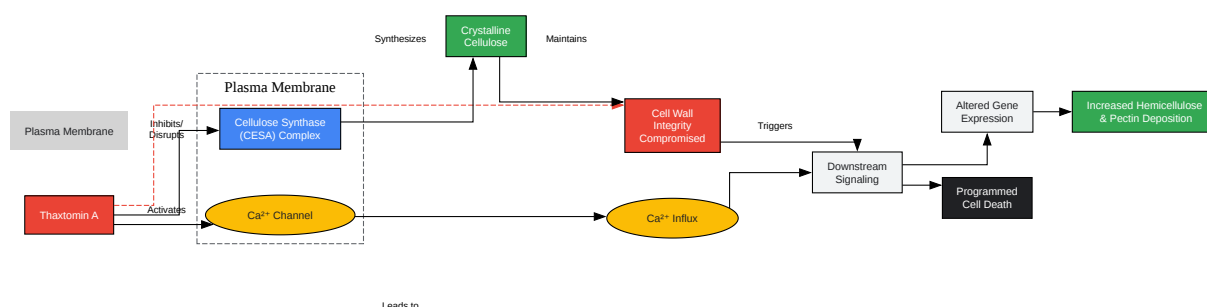 Crystalline
Cellulose
Synthesizes
Maintains
Plasma Membrane
Plasma Membrane
Inhibits/
Disrupts
Cellulose Synthase
(CESA) Complex
Cell Wall
Integrity
Compromised
Triggers
Altered Gene
Expression
Increased Hemicellulose
& Pectin Deposition
Downstream
Signaling
Programmed
Cell Death
Thaxtomin A
Activates
Ca²⁺ Channel
Ca²⁺ Influx
Leads to